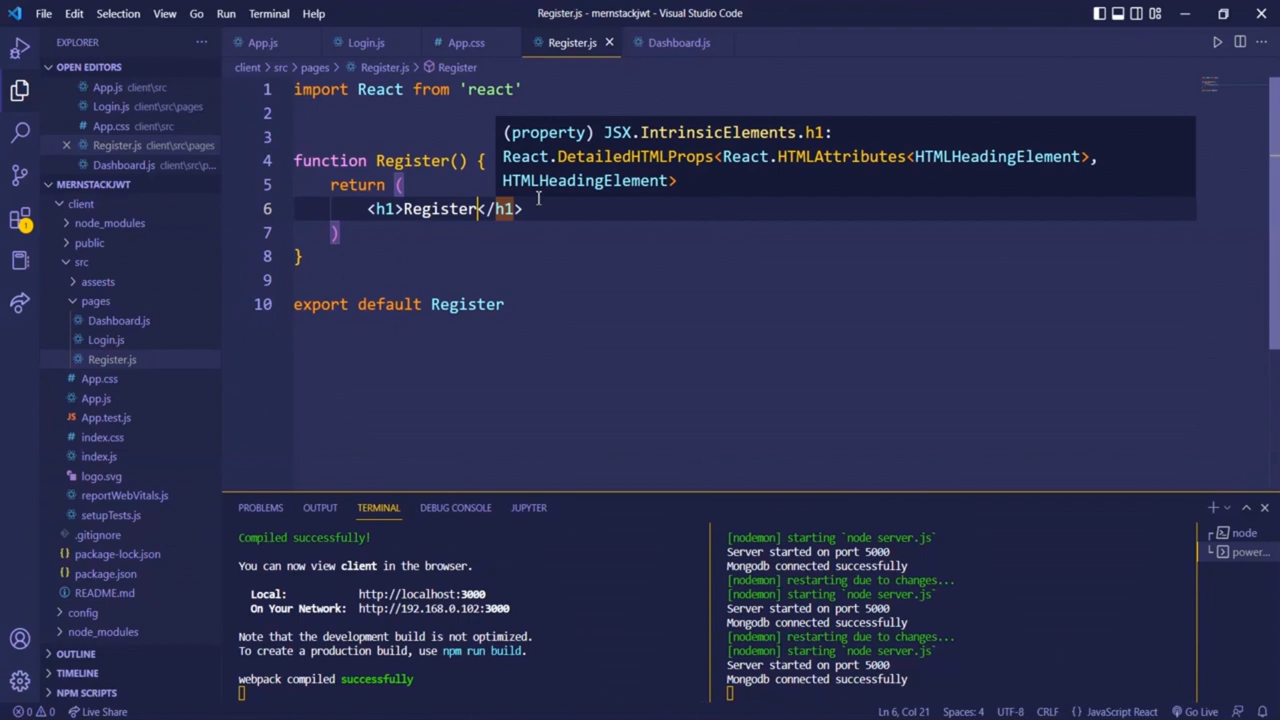 File Edit Selection View Go Run Terminal Help
Register.js - mernstackjwt - Visual Studio Code
EXPLORER
App.js
Login.js
App.css
Register.js
Dashboard.js
client > src > pages > Register.js > Register
OPEN EDITORS
App.js client\src
Login.js client\src\pages
App.css client\src
Register.js client\src\pages
Dashboard.js client\src\p...
MERNSTACKJWT
client
node_modules
public
src
assests
pages
Dashboard.js
Login.js
Register.js
App.css
App.js
App.test.js
index.css
index.js
logo.svg
reportWebVitals.js
setupTests.js
.gitignore
package-lock.json
package.json
README.md
config
node_modules
OUTLINE
TIMELINE
NPM SCRIPTS
1 import React from 'react'
2
3
4 function Register() {
5 return (
6 <h1>Register</h1>
7 )
8 }
9
10 export default Register
(property) JSX.IntrinsicElements.h1:
React.DetailedHTMLProps<React.HTMLAttributes<HTMLHeadingElement>,
HTMLHeadingElement>
PROBLEMS OUTPUT TERMINAL DEBUG CONSOLE JUPYTER
Compiled successfully!
You can now view client in the browser.
Local: http://localhost:3000
On Your Network: http://192.168.0.102:3000
Note that the development build is not optimized.
To create a production build, use npm run build.
webpack compiled successfully
[nodemon] starting `node server.js`
Server started on port 5000
Mongodb connected successfully
[nodemon] restarting due to changes...
[nodemon] starting `node server.js`
Server started on port 5000
Mongodb connected successfully
[nodemon] restarting due to changes...
[nodemon] starting `node server.js`
Server started on port 5000
Mongodb connected successfully
node
power...
0 0 Live Share
Ln 6, Col 21 Spaces: 4 UTF-8 CRLF {} JavaScript React Go Live